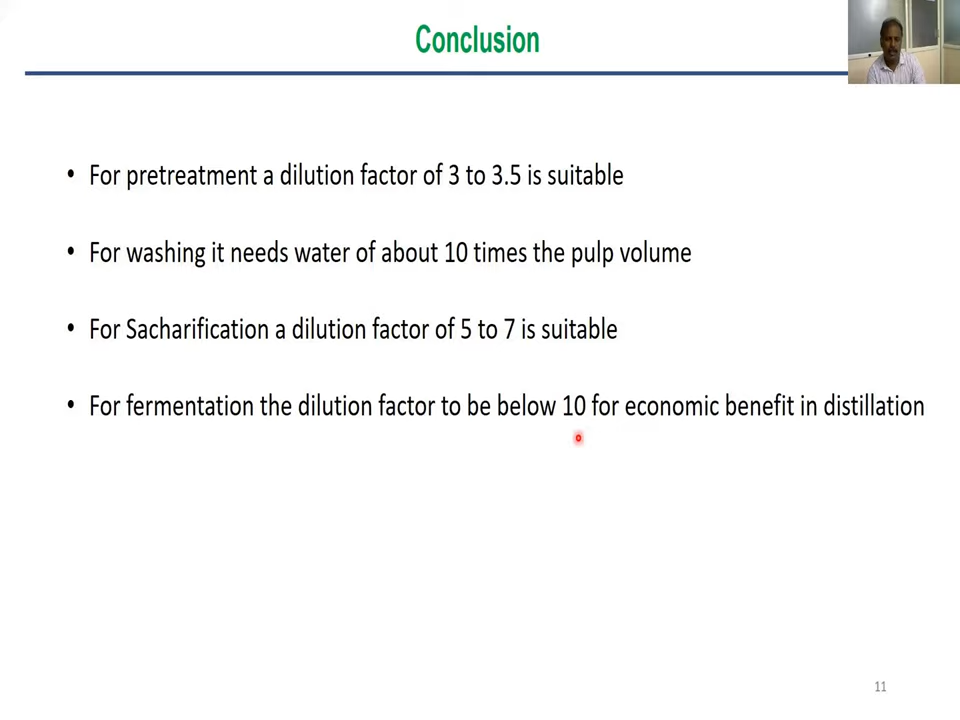 Conclusion
• For pretreatment a dilution factor of 3 to 3.5 is suitable
• For washing it needs water of about 10 times the pulp volume
• For Sacharification a dilution factor of 5 to 7 is suitable
• For fermentation the dilution factor to be below 10 for economic benefit in distillation
11